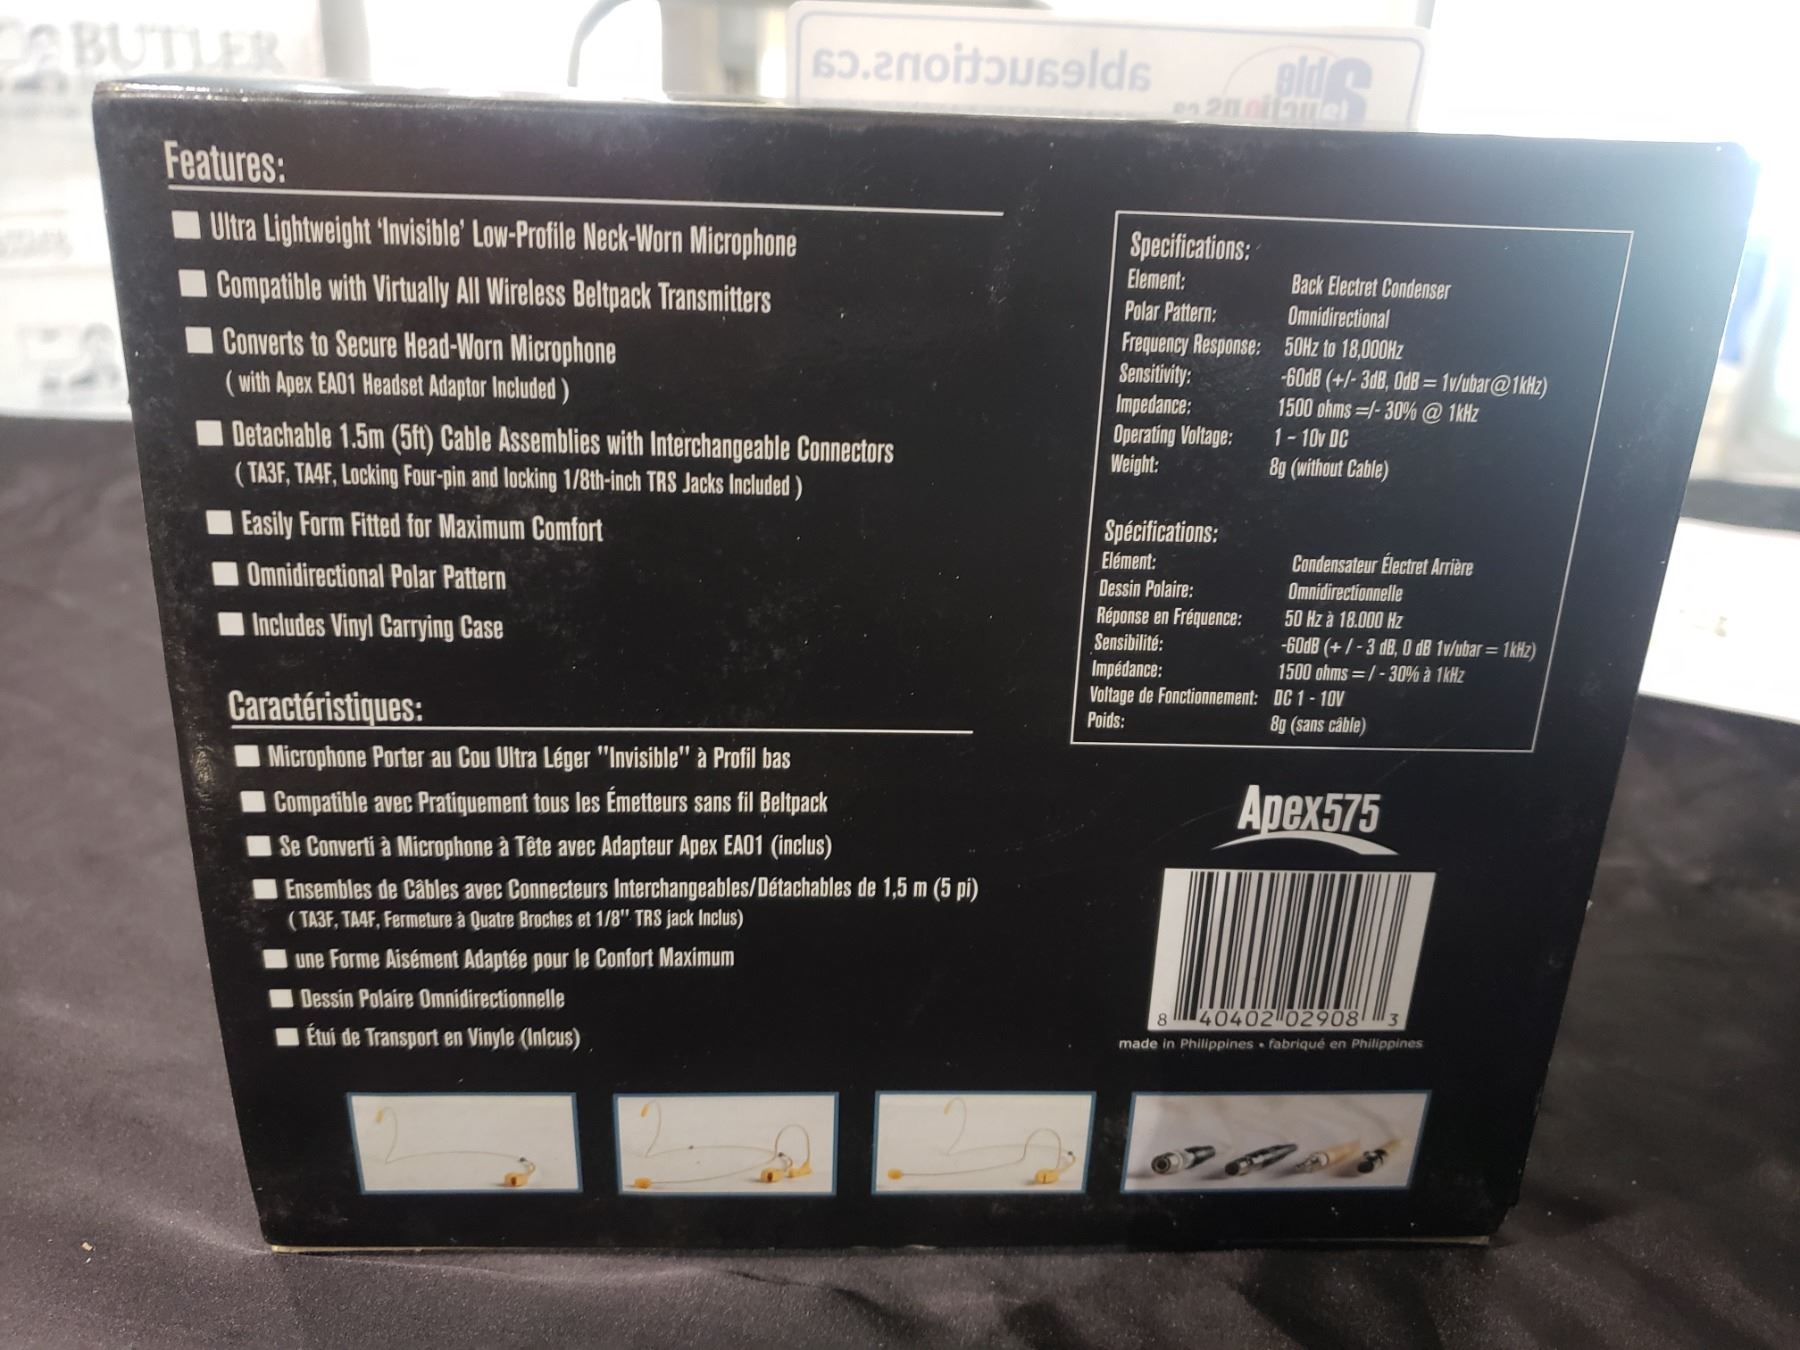 BUTLER
ableauctions.ca
able
auctions.ca
Features:
Ultra Lightweight 'Invisible' Low-Profile Neck-Worn Microphone
Compatible with Virtually All Wireless Beltpack Transmitters
Converts to Secure Head-Worn Microphone
( with Apex EA01 Headset Adaptor Included )
Detachable 1.5m (5ft) Cable Assemblies with Interchangeable Connectors
( TA3F, TA4F, Locking Four-pin and locking 1/8th-inch TRS Jacks Included )
Easily Form Fitted for Maximum Comfort
Omnidirectional Polar Pattern
Includes Vinyl Carrying Case
Caractéristiques:
Microphone Porter au Cou Ultra Léger "Invisible" à Profil bas
Compatible avec Pratiquement tous les Émetteurs sans fil Beltpack
Se Converti à Microphone à Tête avec Adapteur Apex EA01 (inclus)
Ensembles de Câbles avec Connecteurs Interchangeables/Détachables de 1,5 m (5 pi)
( TA3F, TA4F, Fermeture à Quatre Broches et 1/8" TRS jack Inclus)
une Forme Aisément Adaptée pour le Confort Maximum
Dessin Polaire Omnidirectionnelle
Étui de Transport en Vinyle (Inlcus)
Specifications:
Element: Back Electret Condenser
Polar Pattern: Omnidirectional
Frequency Response: 50Hz to 18,000Hz
Sensitivity: -60dB (+/- 3dB, 0dB = 1v/ubar@1kHz)
Impedance: 1500 ohms =/- 30% @ 1kHz
Operating Voltage: 1 - 10v DC
Weight: 8g (without Cable)
Spécifications:
Elément: Condensateur Électret Arrière
Dessin Polaire: Omnidirectionnelle
Réponse en Fréquence: 50 Hz à 18.000 Hz
Sensibilité: -60dB (+ / - 3 dB, 0 dB 1v/ubar = 1kHz)
Impédance: 1500 ohms = / - 30% à 1kHz
Voltage de Fonctionnement: DC 1 - 10V
Poids: 8g (sans câble)
Apex575
8 40402 02908 3
made in Philippines • fabriqué en Philippines